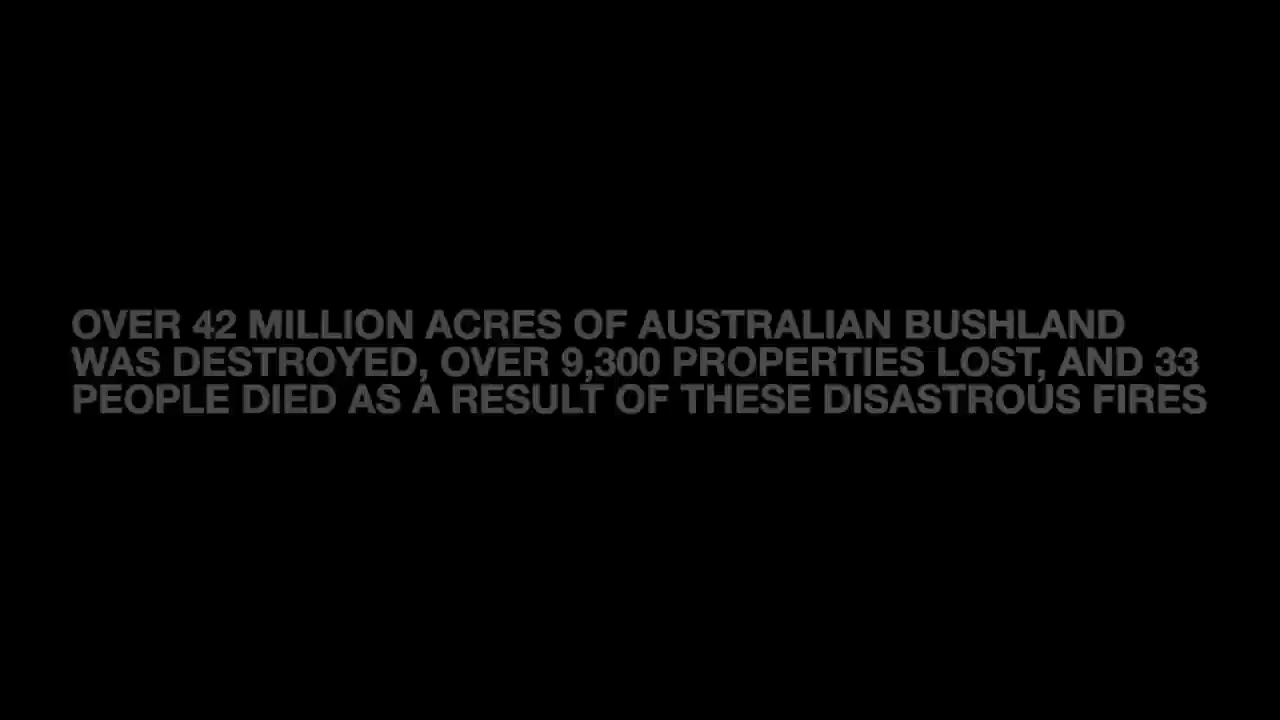 OVER 42 MILLION ACRES OF AUSTRALIAN BUSHLAND
WAS DESTROYED, OVER 9,300 PROPERTIES LOST, AND 33
PEOPLE DIED AS A RESULT OF THESE DISASTROUS FIRES